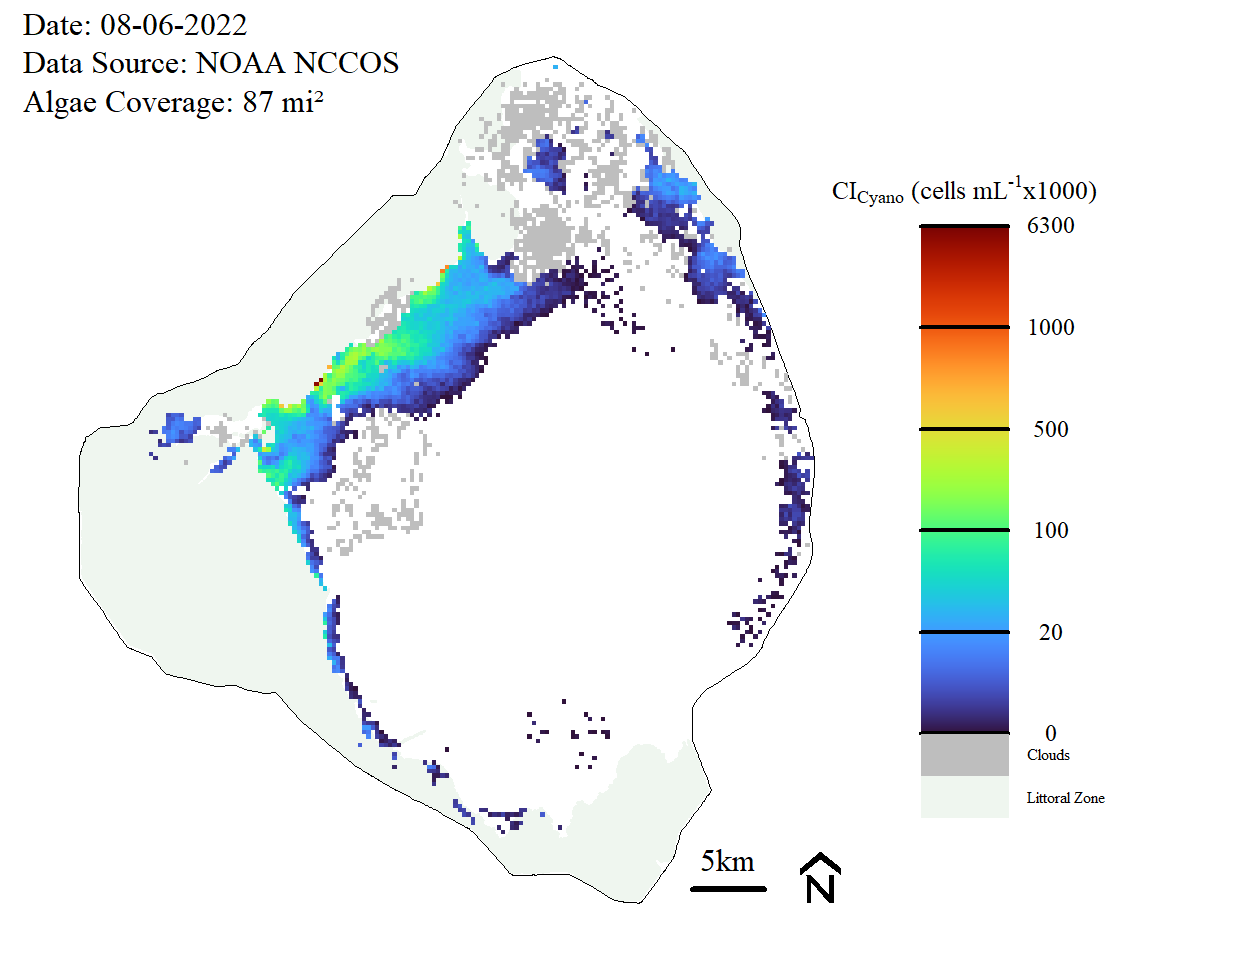 Date: 08-06-2022
Data Source: NOAA NCCOS
Algae Coverage: 87 mi²
CICyano (cells mL-1x1000)
6300
1000
500
100
20
0
Clouds
Littoral Zone
5km
N